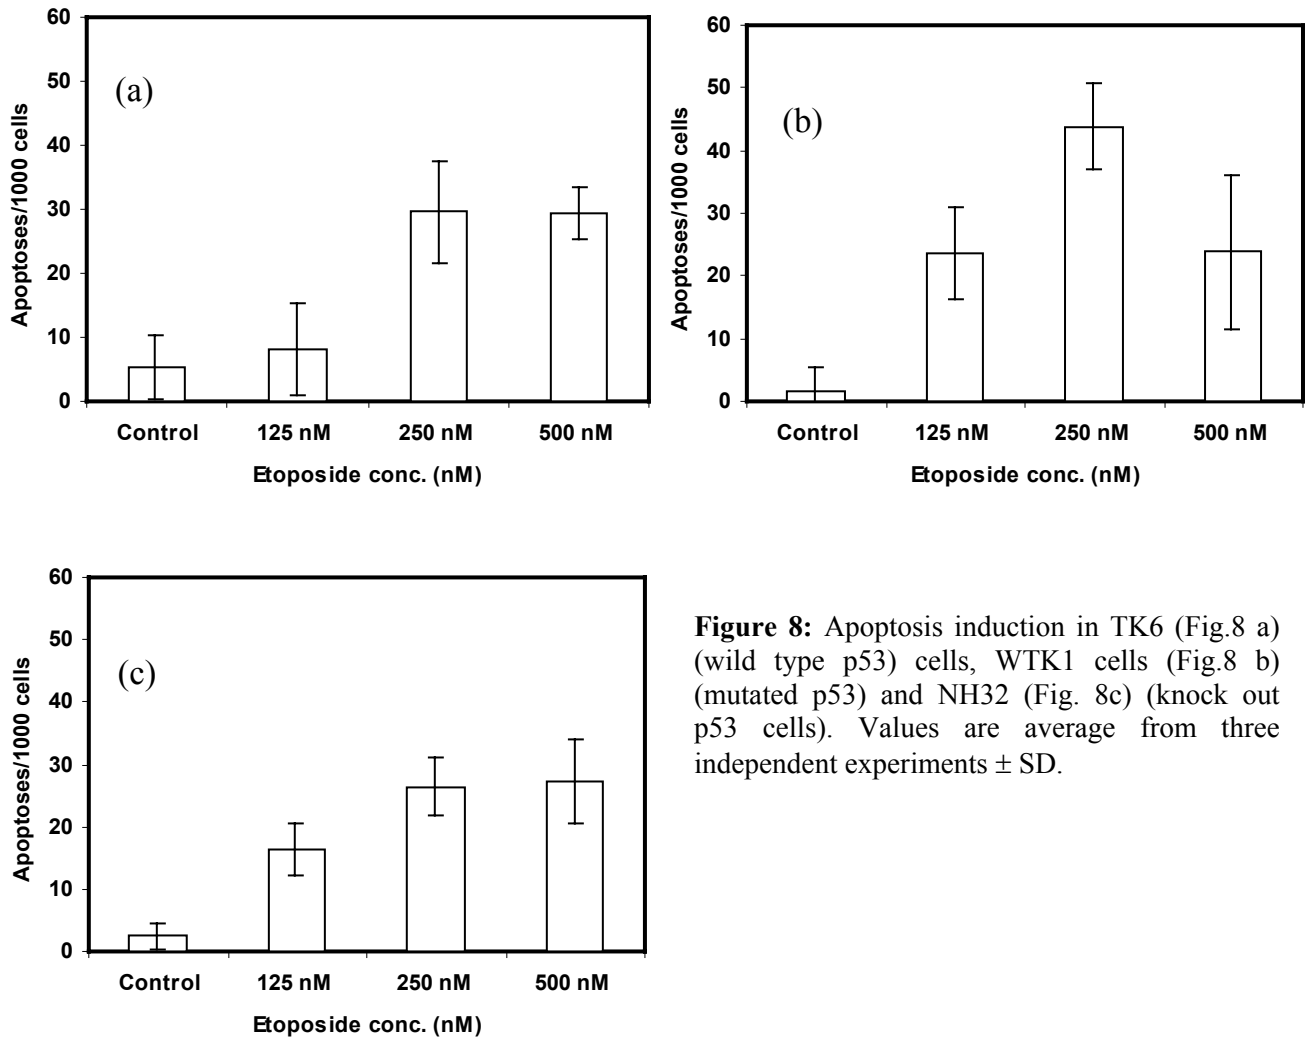 60
50
40
30
20
10
0
Apoptoses/1000 cells
(a)
Control 125 nM 250 nM 500 nM
Etoposide conc. (nM)
60
50
40
30
20
10
0
Apoptoses/1000 cells
(b)
Control 125 nM 250 nM 500 nM
Etoposide conc. (nM)
60
50
40
30
20
10
0
Apoptoses/1000 cells
(c)
Control 125 nM 250 nM 500 nM
Etoposide conc. (nM)
Figure 8: Apoptosis induction in TK6 (Fig.8 a)
(wild type p53) cells, WTK1 cells (Fig.8 b)
(mutated p53) and NH32 (Fig. 8c) (knock out
p53 cells). Values are average from three
independent experiments ± SD.